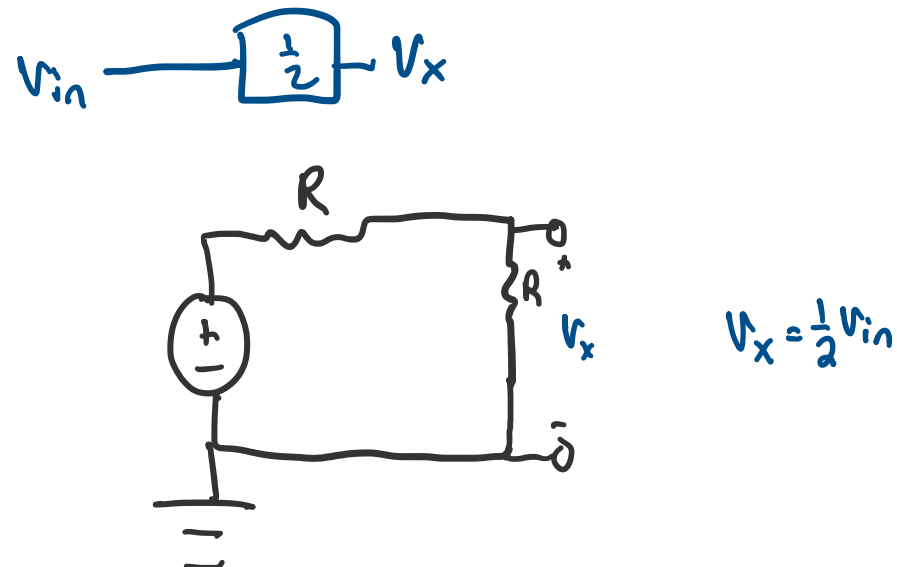 Vin 1/2 Vx
R
+
R
+
−
Vx
Vx = 1/2 Vin
-